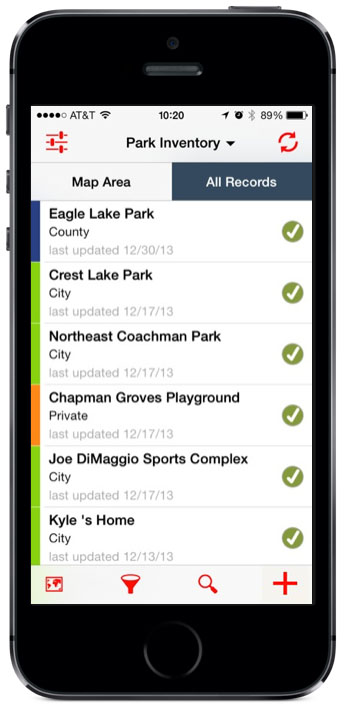 AT&T 10:20 89%
Park Inventory
Map Area All Records
Eagle Lake Park
County
last updated 12/30/13
Crest Lake Park
City
last updated 12/17/13
Northeast Coachman Park
City
last updated 12/17/13
Chapman Groves Playground
Private
last updated 12/17/13
Joe DiMaggio Sports Complex
City
last updated 12/17/13
Kyle 's Home
City
last updated 12/13/13